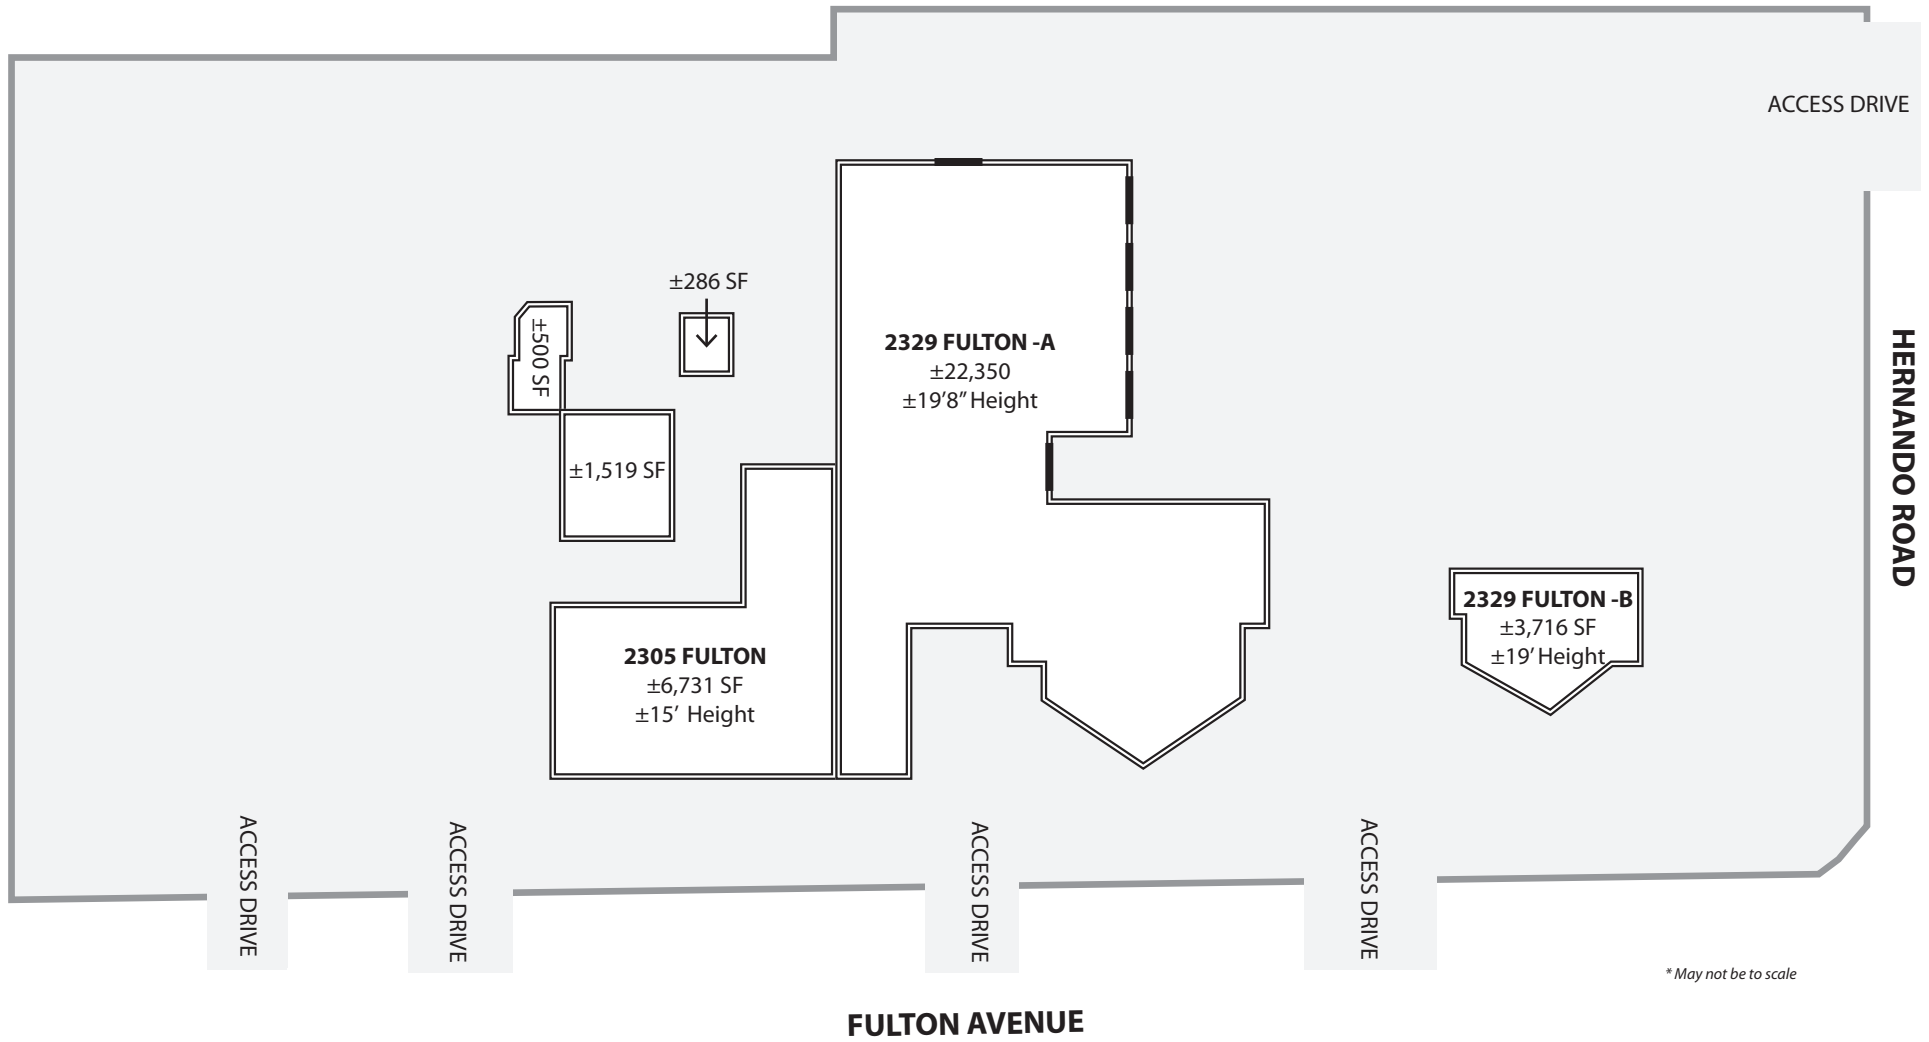 ACCESS DRIVE
±286 SF
±500 SF
2329 FULTON -A
±22,350
±19'8" Height
±1,519 SF
HERNANDO ROAD
2329 FULTON -B
±3,716 SF
±19' Height
2305 FULTON
±6,731 SF
±15' Height
ACCESS DRIVE
ACCESS DRIVE
ACCESS DRIVE
ACCESS DRIVE
* May not be to scale
FULTON AVENUE